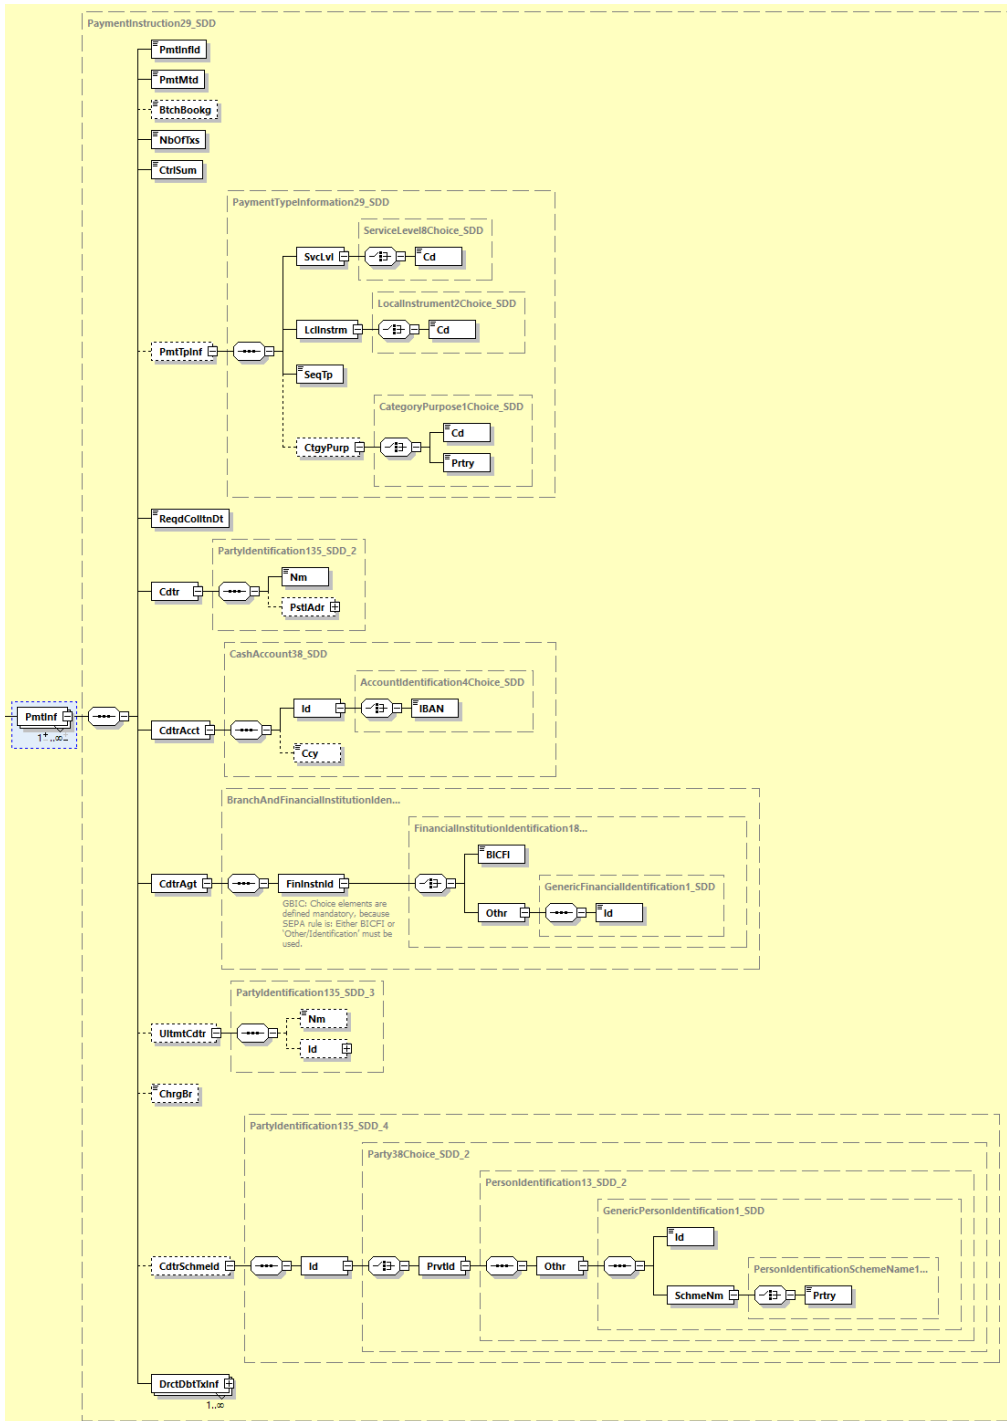 PaymentInstruction29_SDD
PmtInfId
PmtMtd
BtchBookg
NbOfTxs
CtrlSum
PaymentTypeInformation29_SDD
ServiceLevel8Choice_SDD
SvcLvl
Cd
LocalInstrument2Choice_SDD
LclInstrm
Cd
PmtTpInf
SeqTp
CategoryPurpose1Choice_SDD
Cd
CtgyPurp
Prtry
ReqdColltnDt
PartyIdentification135_SDD_2
Nm
Cdtr
PstlAdr
CashAccount38_SDD
AccountIdentification4Choice_SDD
Id
IBAN
PmtInf
1..∞
CdtrAcct
Ccy
BranchAndFinancialInstitutionIden...
FinancialInstitutionIdentification18...
BICFI
CdtrAgt
FinInstnId
GenericFinancialIdentification1_SDD
GBIC: Choice elements are
defined mandatory, because
SEPA rule is: Either BICFI or
'Other/Identification' must be
used.
Othr
Id
PartyIdentification135_SDD_3
Nm
UltmtCdtr
Id
ChrgBr
PartyIdentification135_SDD_4
Party38Choice_SDD_2
PersonIdentification13_SDD_2
GenericPersonIdentification1_SDD
Id
CdtrSchmeId
Id
PrvtId
Othr
PersonIdentificationSchemeName1...
SchmeNm
Prtry
DrctDbtTxInf
1..∞